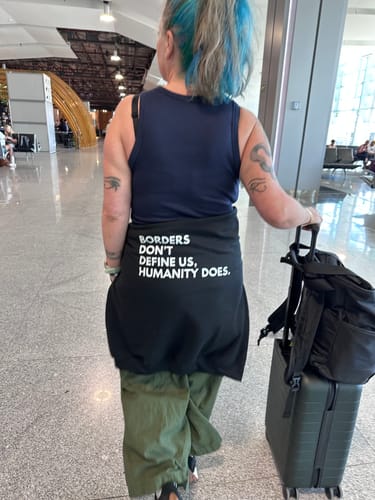 BORDERS
DON'T
DEFINE US,
HUMANITY DOES.